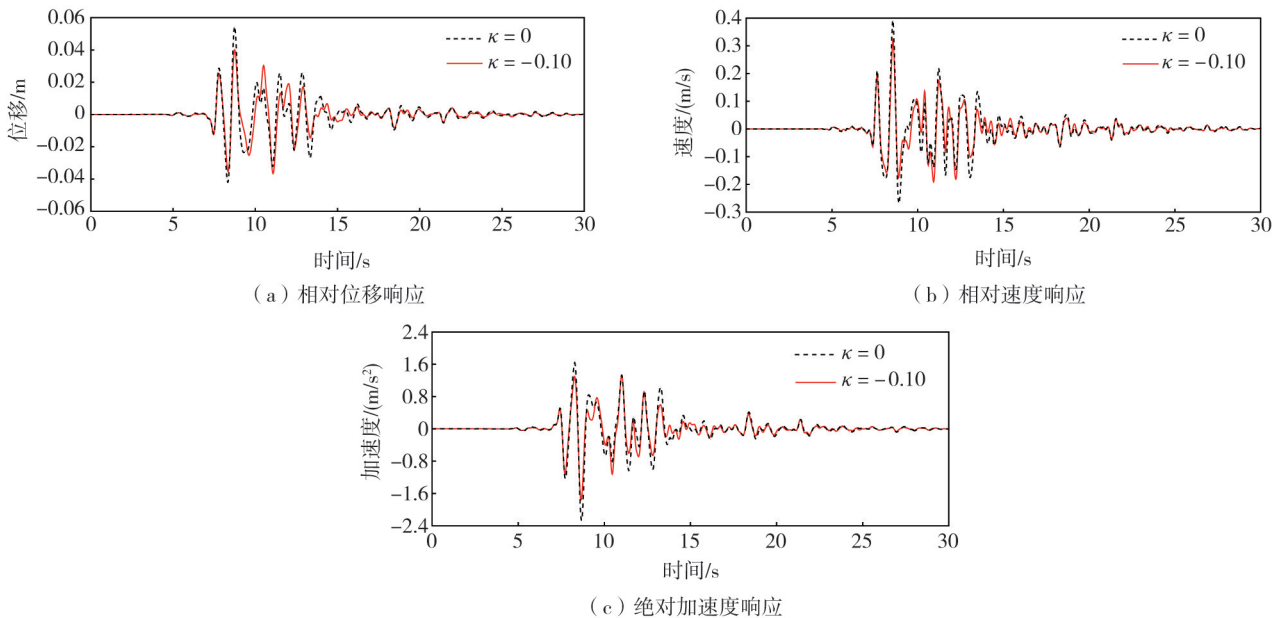 0.06
0.04
0.02
0
−0.02
−0.04
−0.06
位移/m
κ = 0
κ = −0.10
0 5 10 15 20 25 30
时间/s
（a）相对位移响应
0.4
0.3
0.2
0.1
0
−0.1
−0.2
−0.3
速度/(m/s)
κ = 0
κ = −0.10
0 5 10 15 20 25 30
时间/s
（b）相对速度响应
2.4
1.6
0.8
0
−0.8
−1.6
−2.4
加速度/(m/s²)
κ = 0
κ = −0.10
0 5 10 15 20 25 30
时间/s
（c）绝对加速度响应